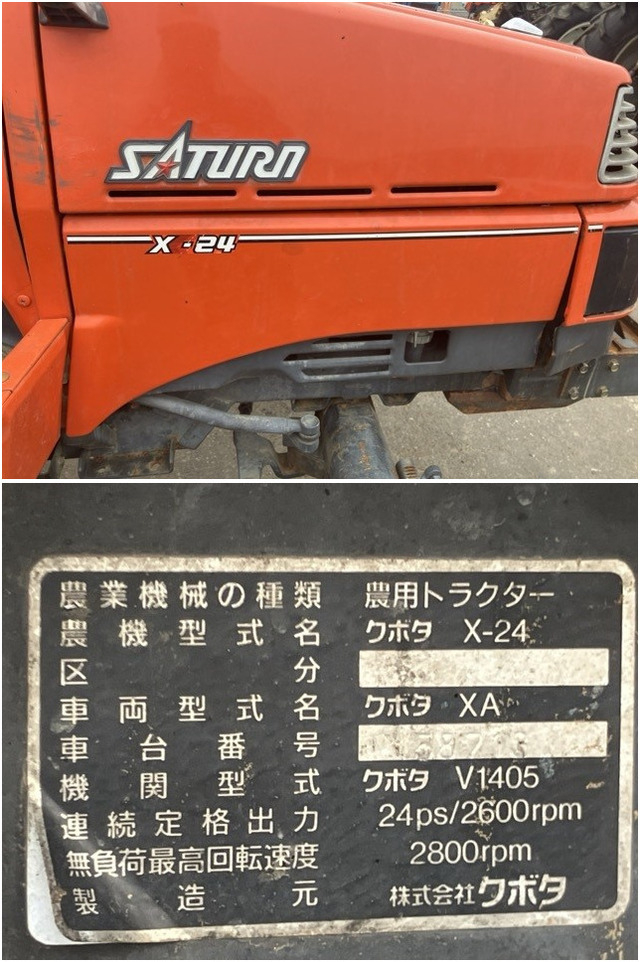 SATURN
X-24
農業機械の種類 農用トラクター
農機型式名 クボタ X-24
区分
車両型式名 クボタ XA
車台番号
機関型式 クボタ V1405
連続定格出力 24ps/2600rpm
無負荷最高回転速度 2800rpm
製造元 株式会社クボタ